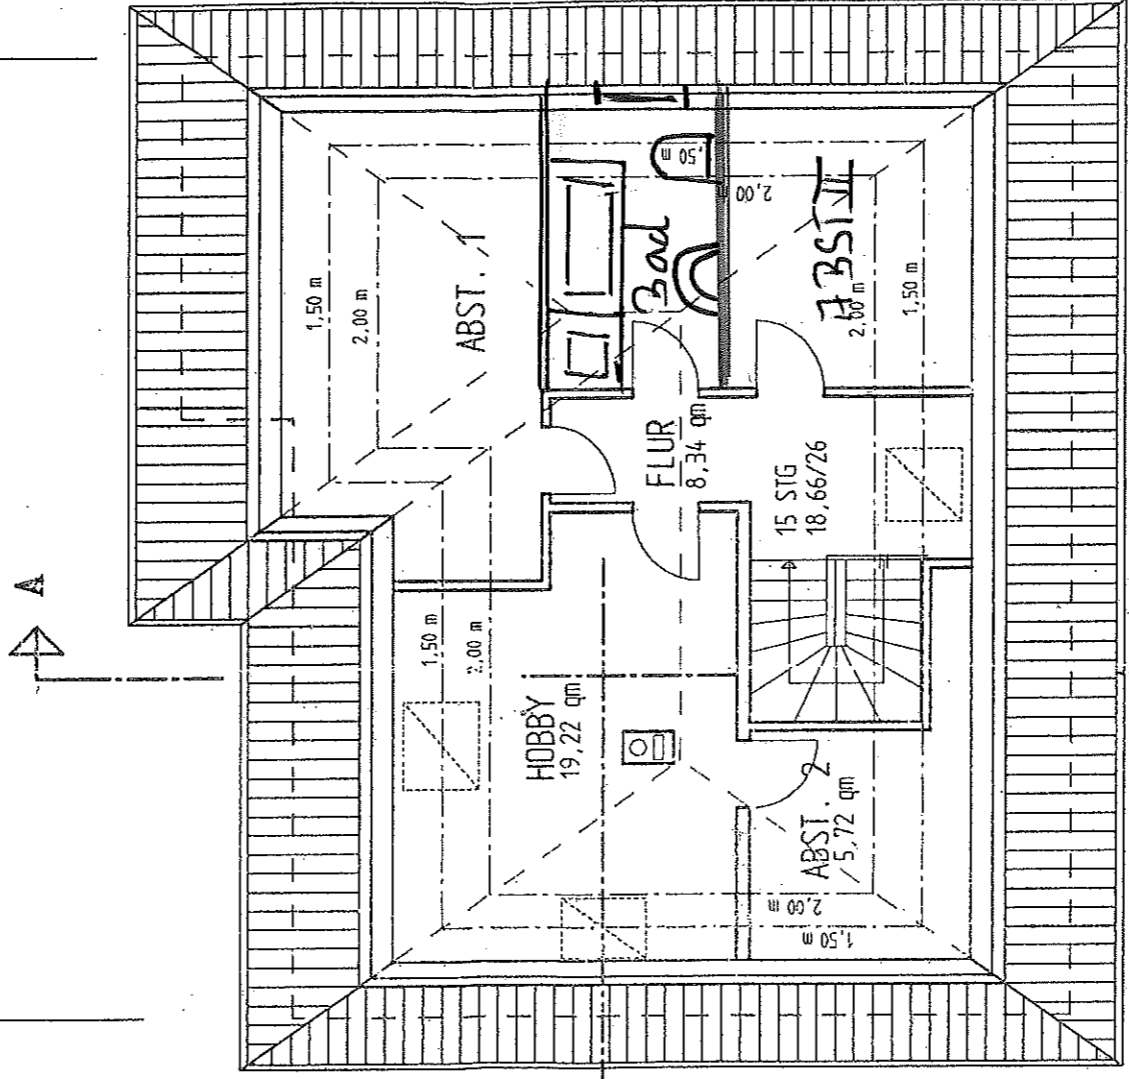 A
1,50 m
2,00 m
ABST. 1
1,50 m
Bad
2,00
ABST II
2,00 m
1,50 m
FLUR
8,34 qm
15 STG
18,66/26
1,50 m
2,00 m
HOBBY
19,22 qm
ABST. 2
5,72 qm
2,00 m
1,50 m